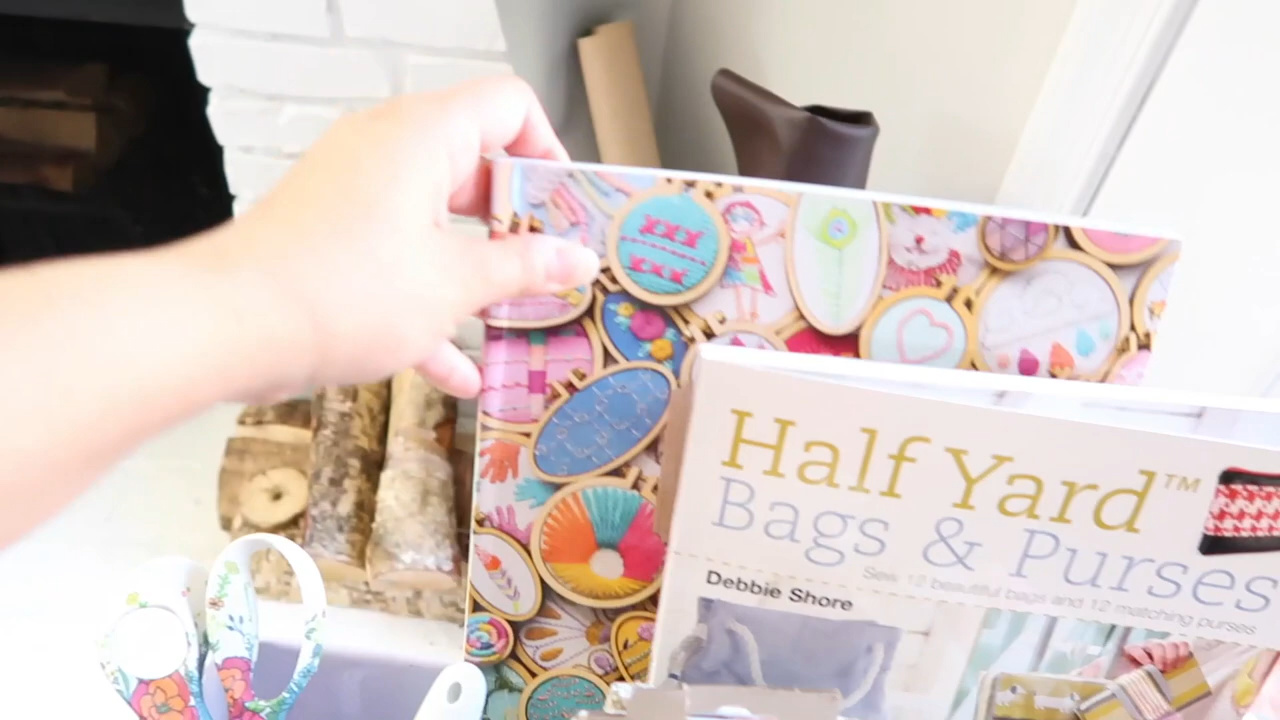 Half Yard™
Bags & Purses
Sew 12 beautiful bags and 12 matching purses
Debbie Shore